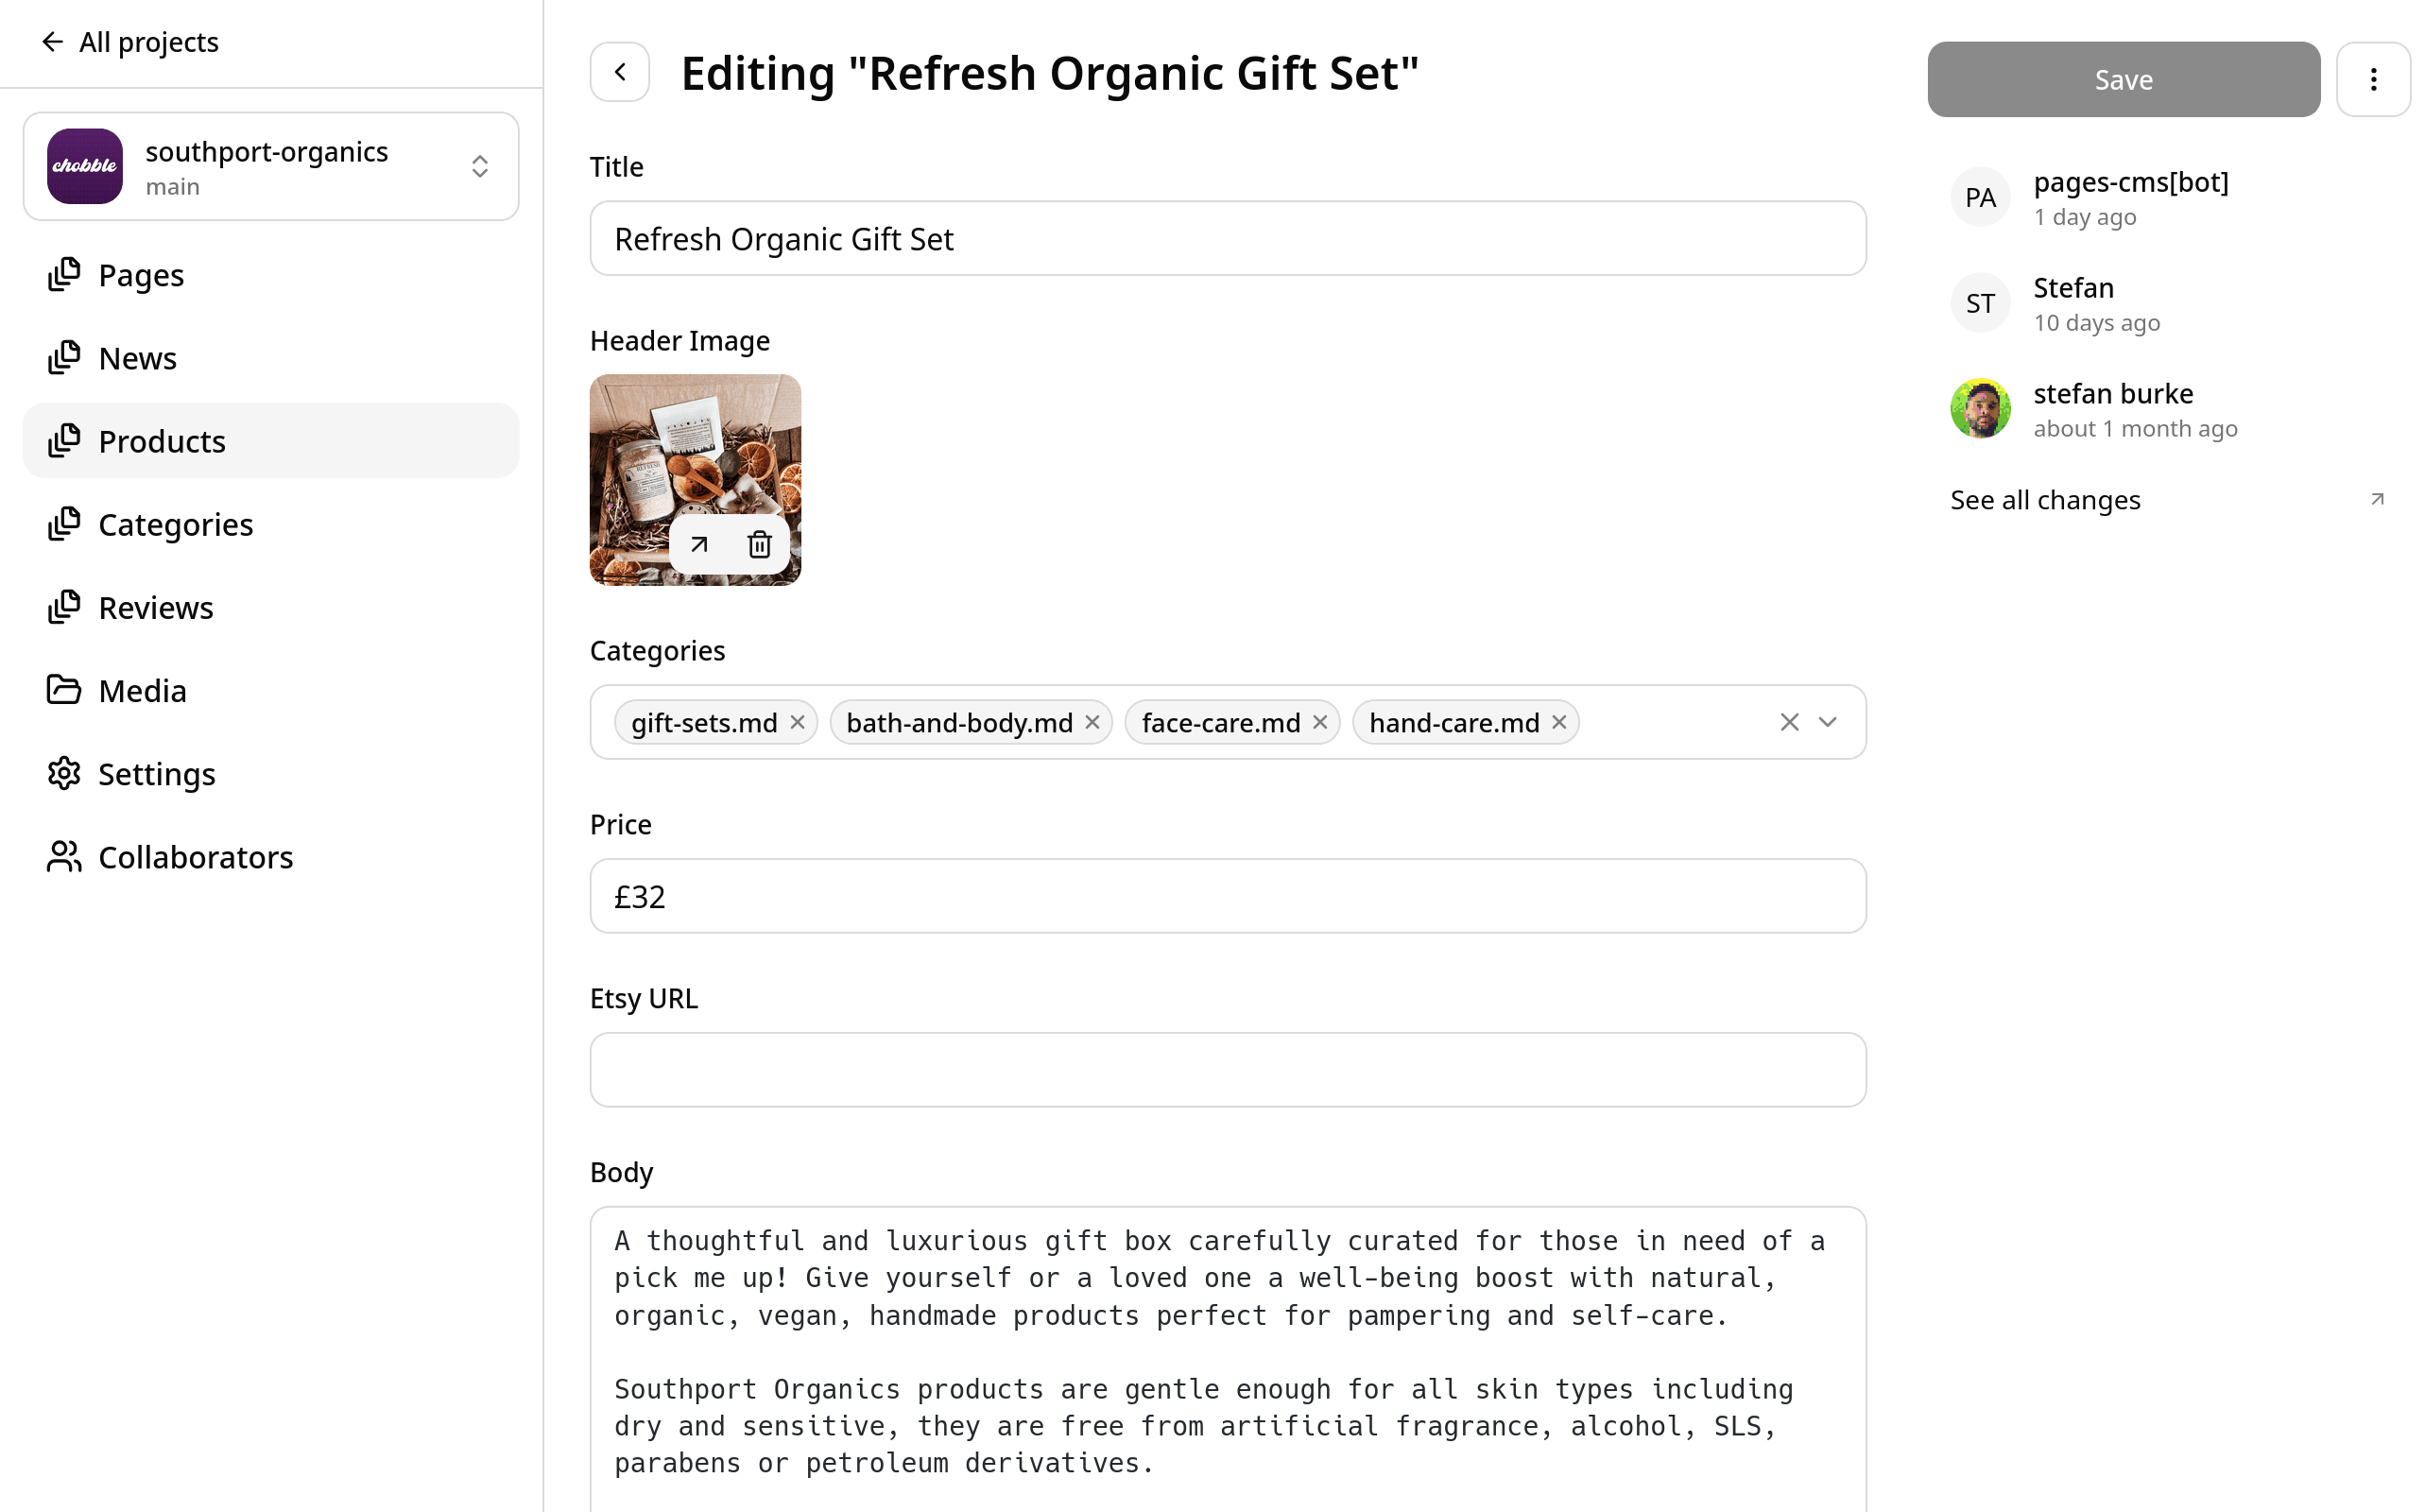 All projects
chobble
southport-organics
main
Pages
News
Products
Categories
Reviews
Media
Settings
Collaborators
Editing "Refresh Organic Gift Set"
Title
Refresh Organic Gift Set
Header Image
REFRESH
Categories
gift-sets.md
bath-and-body.md
face-care.md
hand-care.md
Price
£32
Etsy URL
Body
A thoughtful and luxurious gift box carefully curated for those in need of a
pick me up! Give yourself or a loved one a well-being boost with natural,
organic, vegan, handmade products perfect for pampering and self-care.
Southport Organics products are gentle enough for all skin types including
dry and sensitive, they are free from artificial fragrance, alcohol, SLS,
parabens or petroleum derivatives.
Save
PA
pages-cms[bot]
1 day ago
ST
Stefan
10 days ago
stefan burke
about 1 month ago
See all changes